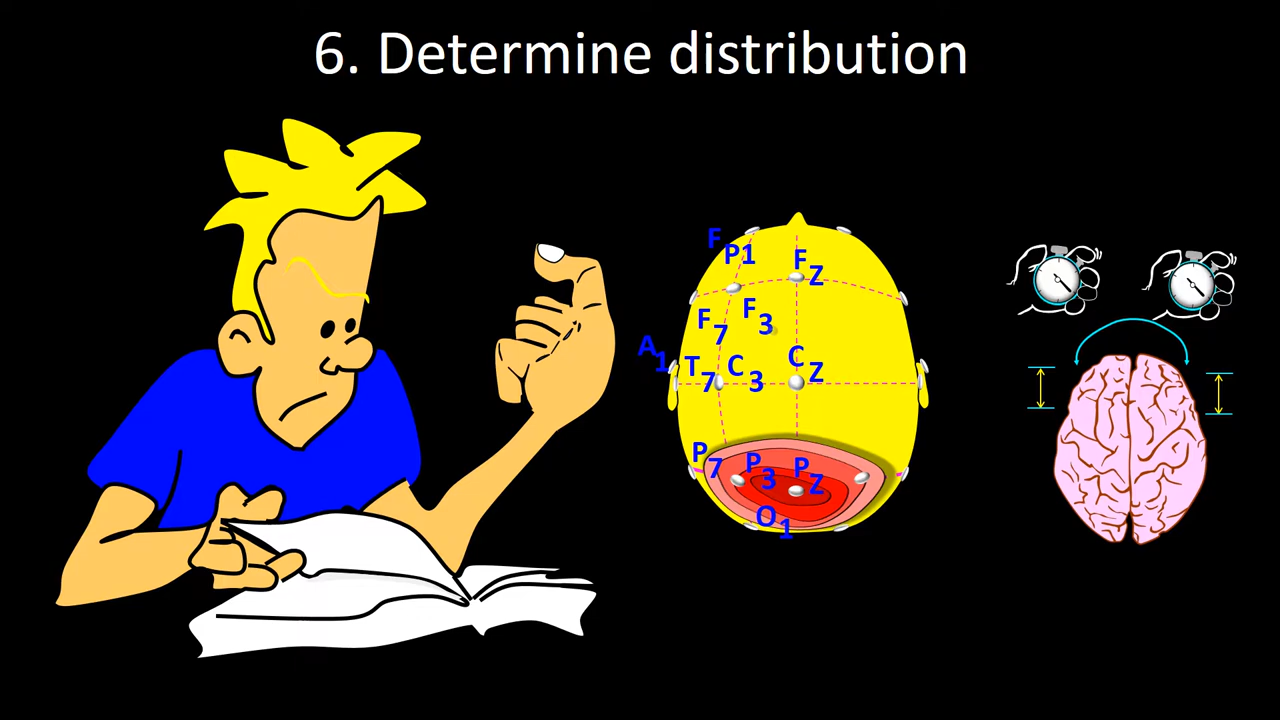 6. Determine distribution
FP1
FZ
F7
F3
A1
T7
C3
CZ
P7
P3
PZ
O1